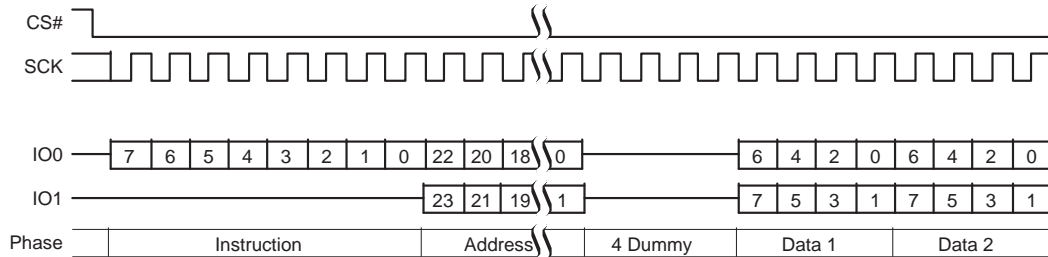 CS#
SCK
IO0 7 6 5 4 3 2 1 0 22 20 18 0 6 4 2 0 6 4 2 0
IO1 23 21 19 1 7 5 3 1 7 5 3 1
Phase Instruction Address 4 Dummy Data 1 Data 2